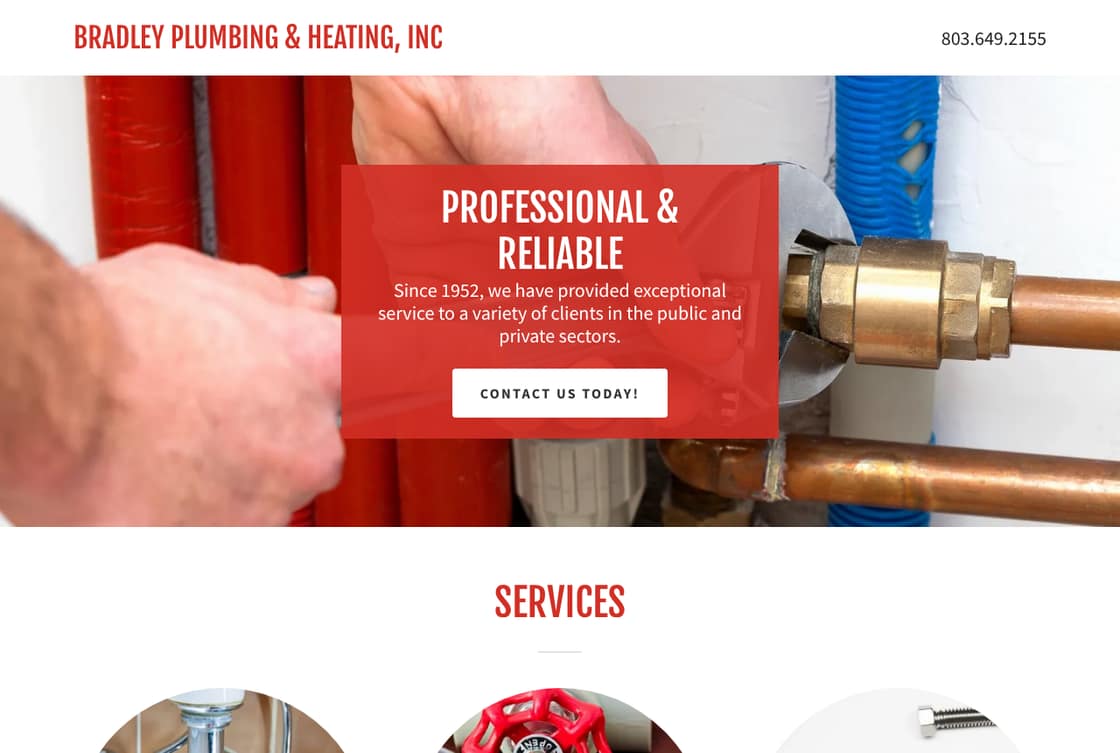 BRADLEY PLUMBING & HEATING, INC
803.649.2155
PROFESSIONAL &
RELIABLE
Since 1952, we have provided exceptional
service to a variety of clients in the public and
private sectors.
CONTACT US TODAY!
SERVICES
OPEN